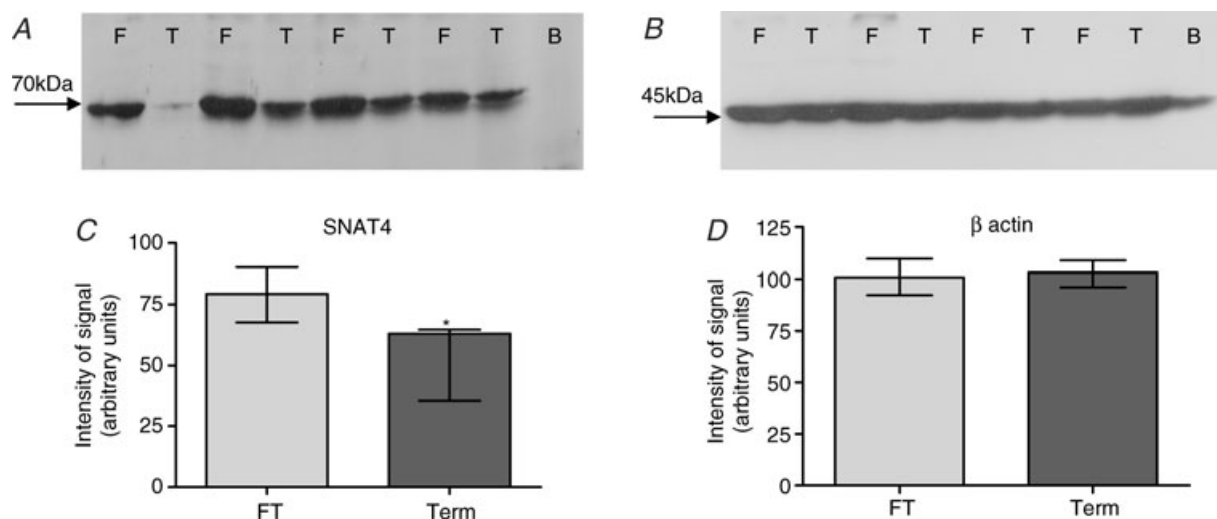 A
F T F T F T F T B
70kDa
B
F T F T F T F T B
45kDa
C
SNAT4
Intensity of signal
(arbitrary units)
100
75
50
25
0
*
FT Term
D
β actin
Intensity of signal
(arbitrary units)
125
100
75
50
25
0
FT Term